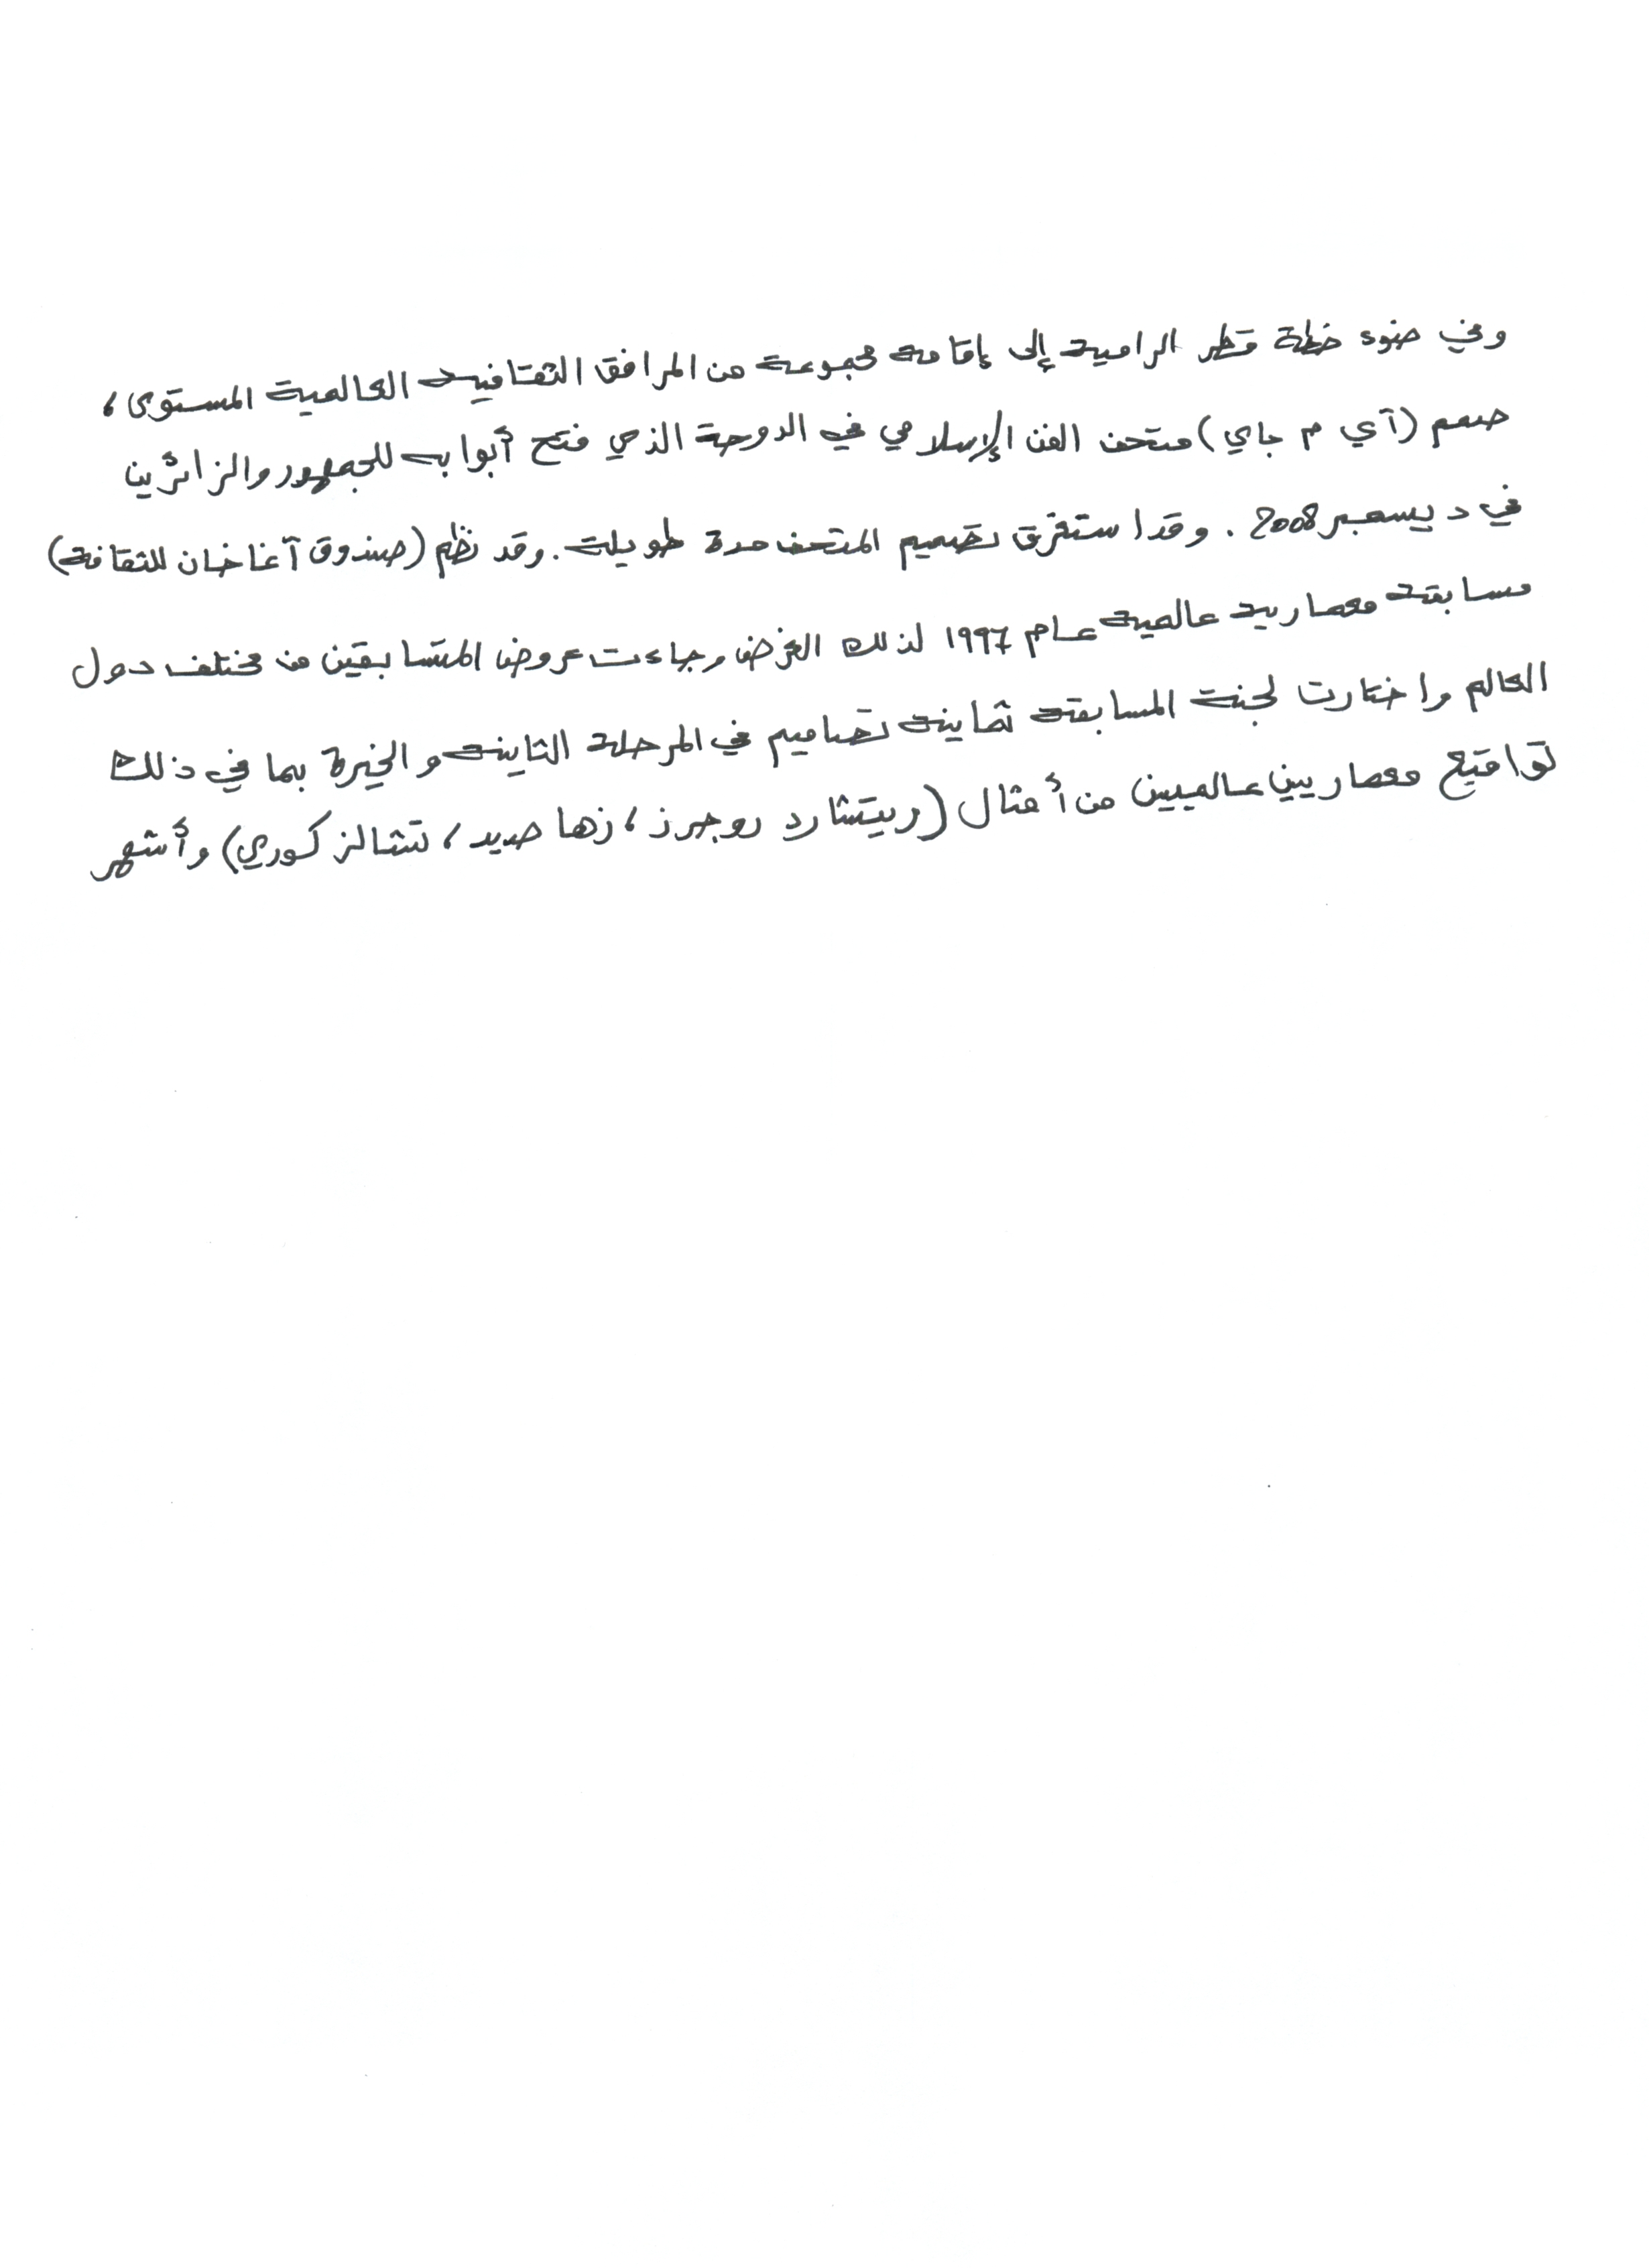 وفي ضوء خطة قطر الرامية إلى إقامة مجموعة من المرافق الثقافية العالمية المستوى،
صمم (آي م جاي) متحف الفن الإسلامي في الدوحة الذي فتح أبوابه للجمهور والزائرين
في ديسمبر 2008. وقد استغرق تصميم المتحف مدة طويلة. وقد نظم (صندوق آغا خان للثقافة)
مسابقة معمارية عالمية عام ١٩٩٧ لذلك الغرض وجاءت عروض المتسابقين من مختلف دول
العالم واختارت لجنة المسابقة ثمانية تصاميم في المرحلة الثانية والخيرة بما في ذلك
تواقيع معماريين عالميين من أمثال (ريتشارد روجرز، زها حديد، تشالز كوري) وأشهر